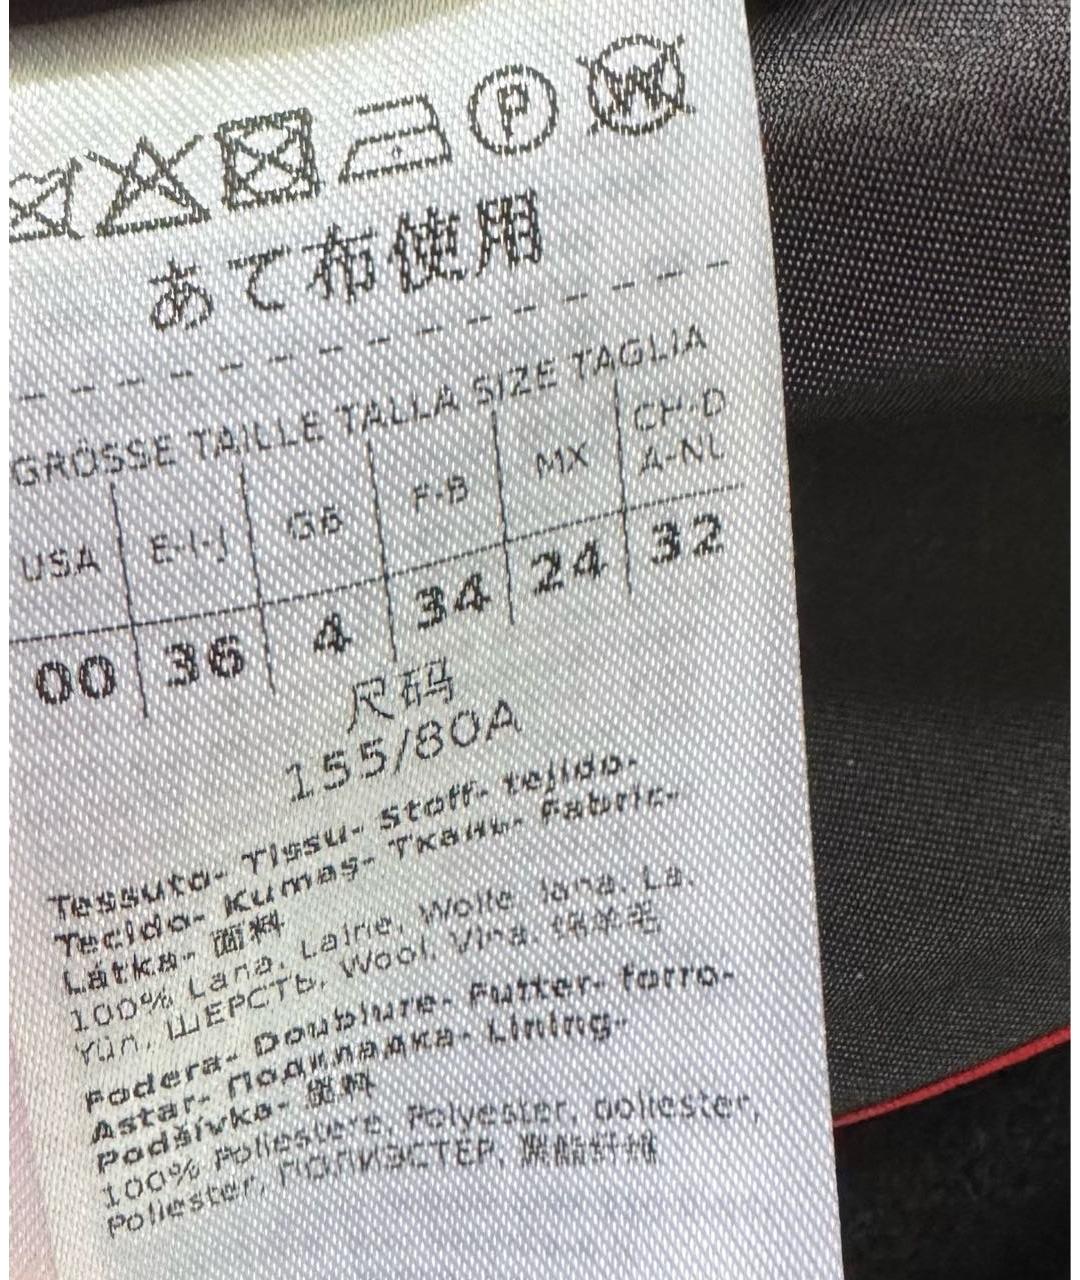 P W
あて布使用
GRÖSSE TAILLE TALLA SIZE TAGLIA
USA E-I-J GB F-B MX CH-D A-NL
00 36 4 34 24 32
尺码
155/80A
Tessuto- Tissu- Stoff- tejido-
Tecido- Kumaş- Ткань- Fabric-
Látka- 面料
100% Lana, Laine, Wolle lana, La,
Yün, ШЕРСТЬ, Wool, Vlna, 绵羊毛
Fodera- Doublure- Futter- forro-
Astar- Подкладка- Lining-
Podšívka- 里料
100% Poliestere, Polyester, poliester,
Poliester, ПОЛИЭСТЕР, 聚酯纤维